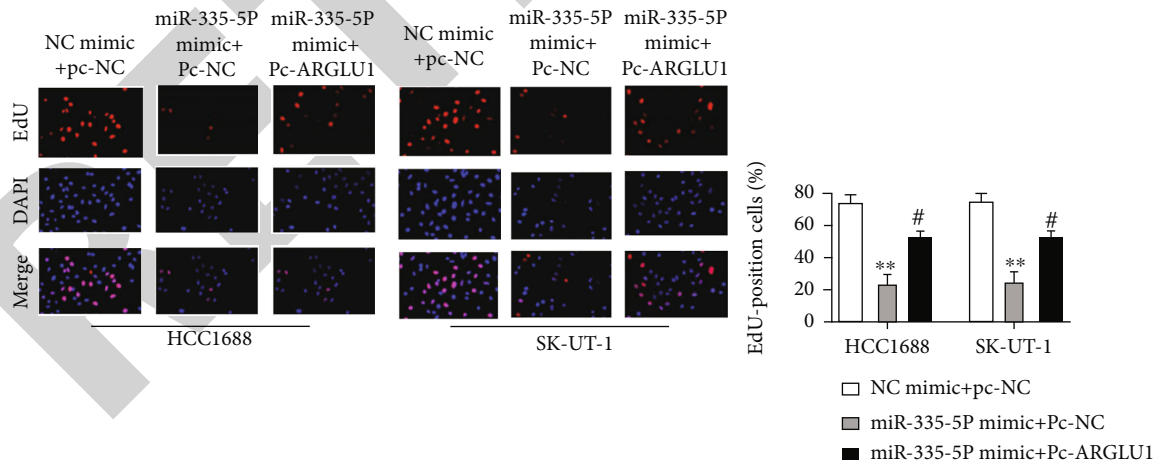 NC mimic
+pc-NC
miR-335-5P
mimic+
Pc-NC
miR-335-5P
mimic+
Pc-ARGLU1
NC mimic
+pc-NC
miR-335-5P
mimic+
Pc-NC
miR-335-5P
mimic+
Pc-ARGLU1
EdU
DAPI
Merge
HCC1688
SK-UT-1
EdU-position cells (%)
80
60
40
20
0
**
#
**
#
HCC1688
SK-UT-1
NC mimic+pc-NC
miR-335-5P mimic+Pc-NC
miR-335-5P mimic+Pc-ARGLU1